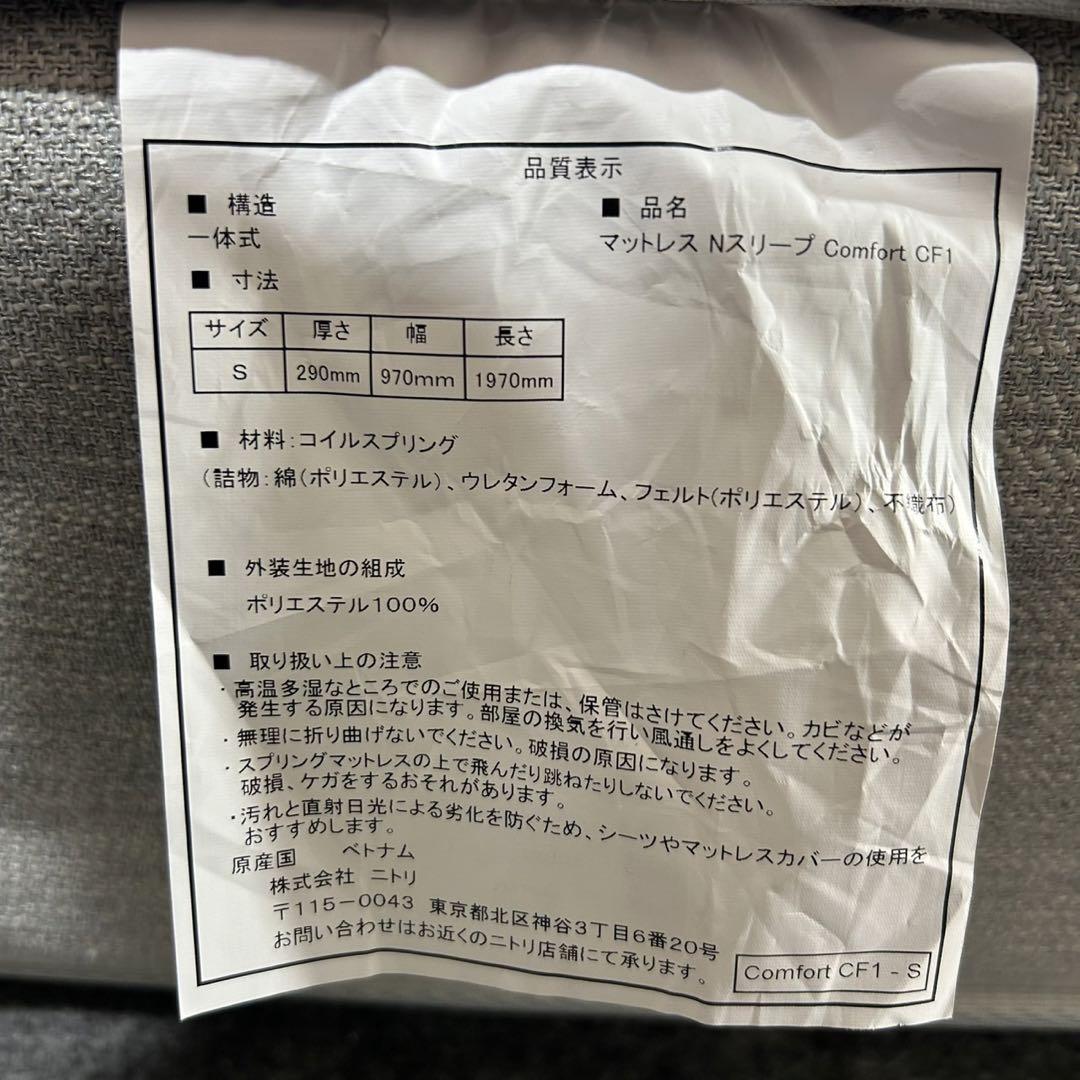 品質表示
■ 構造
一体式
■ 品名
マットレス Nスリープ Comfort CF1
■ 寸法
サイズ 厚さ 幅 長さ
S 290mm 970mm 1970mm
■ 材料:コイルスプリング
(詰物:綿(ポリエステル)、ウレタンフォーム、フェルト(ポリエステル)、不織布)
■ 外装生地の組成
ポリエステル100%
■ 取り扱い上の注意
・高温多湿なところでのご使用または、保管はさけてください。カビなどが
発生する原因になります。部屋の換気を行い風通しをよくしてください。
・無理に折り曲げないでください。破損の原因になります。
・スプリングマットレスの上で飛んだり跳ねたりしないでください。
破損、ケガをするおそれがあります。
・汚れと直射日光による劣化を防ぐため、シーツやマットレスカバーの使用を
おすすめします。
原産国 ベトナム
株式会社 ニトリ
〒115-0043 東京都北区神谷3丁目6番20号
お問い合わせはお近くのニトリ店舗にて承ります。
Comfort CF1 - S